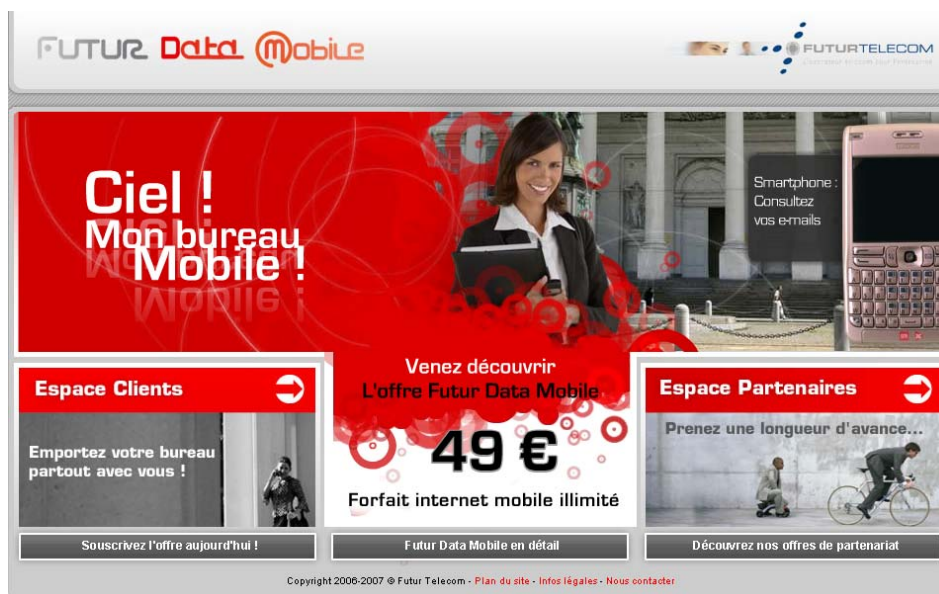 FUTUR Data Mobile
FUTURTELECOM
Ciel !
Mon bureau
Mobile !
Smartphone :
Consultez
vos e-mails
Venez découvrir
L'offre Futur Data Mobile
49 €
Forfait internet mobile illimité
Espace Clients
Emportez votre bureau
partout avec vous !
Espace Partenaires
Prenez une longueur d'avance...
Souscrivez l'offre aujourd'hui !
Futur Data Mobile en détail
Découvrez nos offres de partenariat
Copyright 2006-2007 @ Futur Telecom - Plan du site - Infos légales - Nous contacter